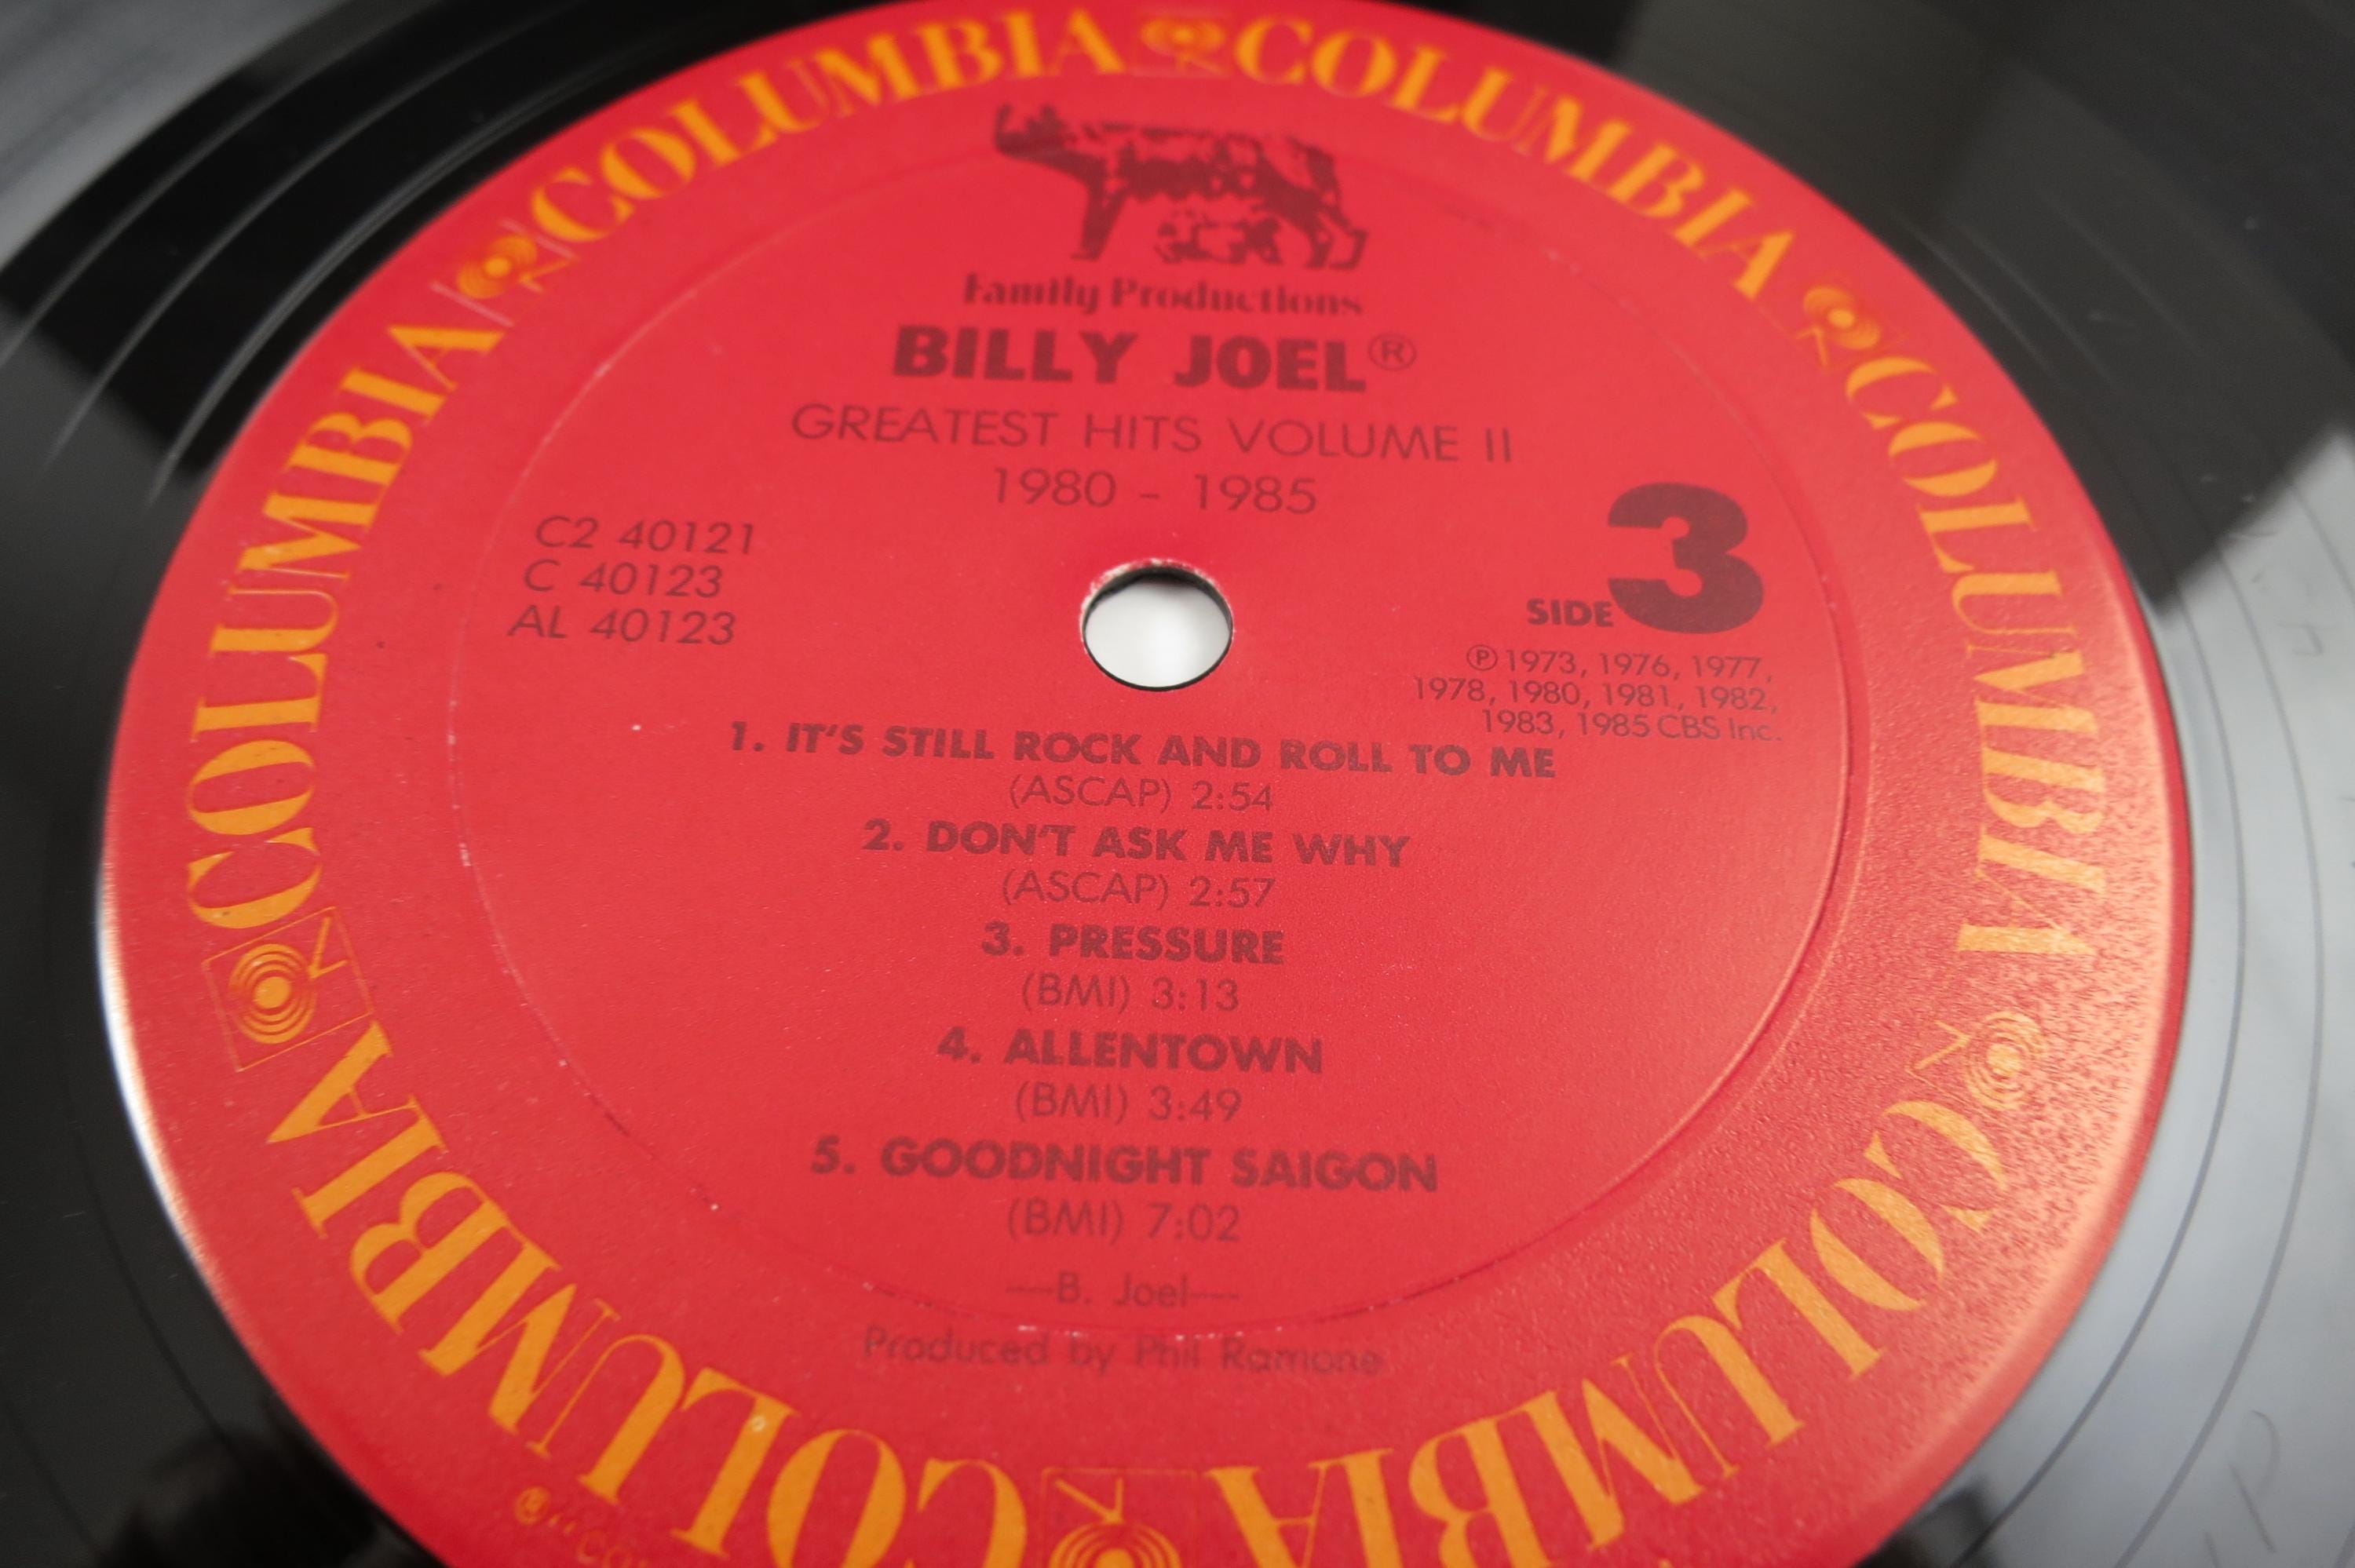 COLUMBIA COLUMBIA COLUMBIA COLUMBIA COLUMBIA COLUMBIA
Family Productions
BILLY JOEL®
GREATEST HITS VOLUME II
1980 - 1985
C2 40121
C 40123
AL 40123
SIDE 3
℗1973, 1976, 1977,
1978, 1980, 1981, 1982,
1983, 1985 CBS Inc.
1. IT'S STILL ROCK AND ROLL TO ME
(ASCAP) 2:54
2. DON'T ASK ME WHY
(ASCAP) 2:57
3. PRESSURE
(BMI) 3:13
4. ALLENTOWN
(BMI) 3:49
5. GOODNIGHT SAIGON
(BMI) 7:02
—B. Joel—
Produced by Phil Ramone